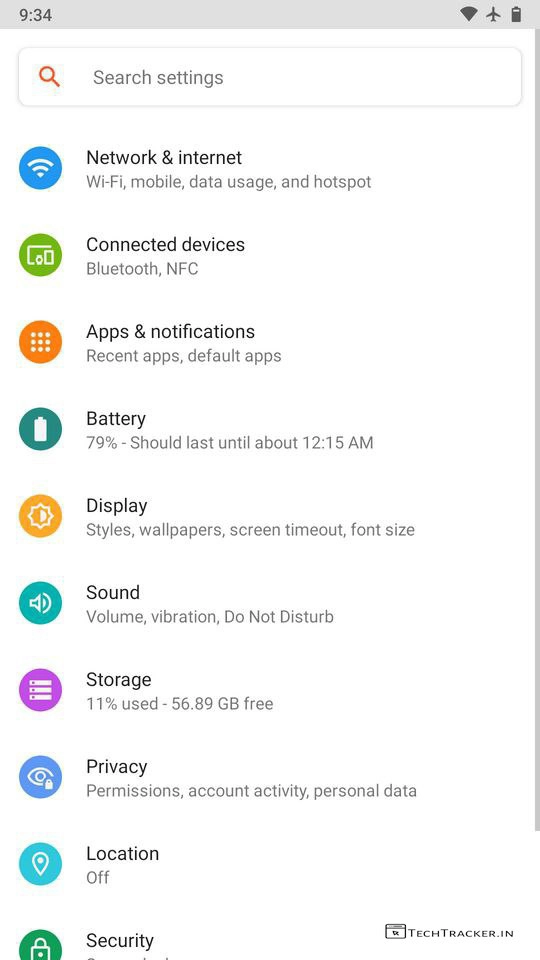 9:34
Search settings
Network & internet
Wi-Fi, mobile, data usage, and hotspot
Connected devices
Bluetooth, NFC
Apps & notifications
Recent apps, default apps
Battery
79% - Should last until about 12:15 AM
Display
Styles, wallpapers, screen timeout, font size
Sound
Volume, vibration, Do Not Disturb
Storage
11% used - 56.89 GB free
Privacy
Permissions, account activity, personal data
Location
Off
TECHTRACKER.IN
Security